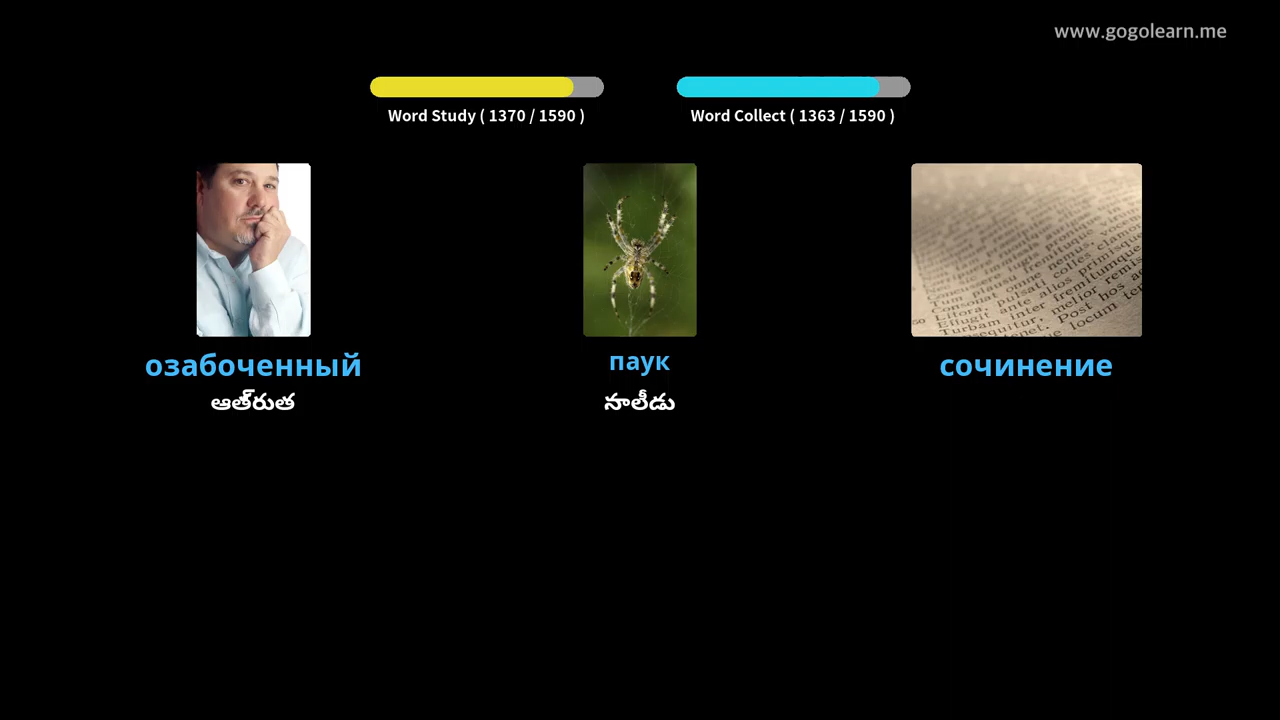 www.gogolearn.me
Word Study ( 1370 / 1590 )
Word Collect ( 1363 / 1590 )
озабоченный
паук
сочинение
ఆత్రుత
సాలీడు